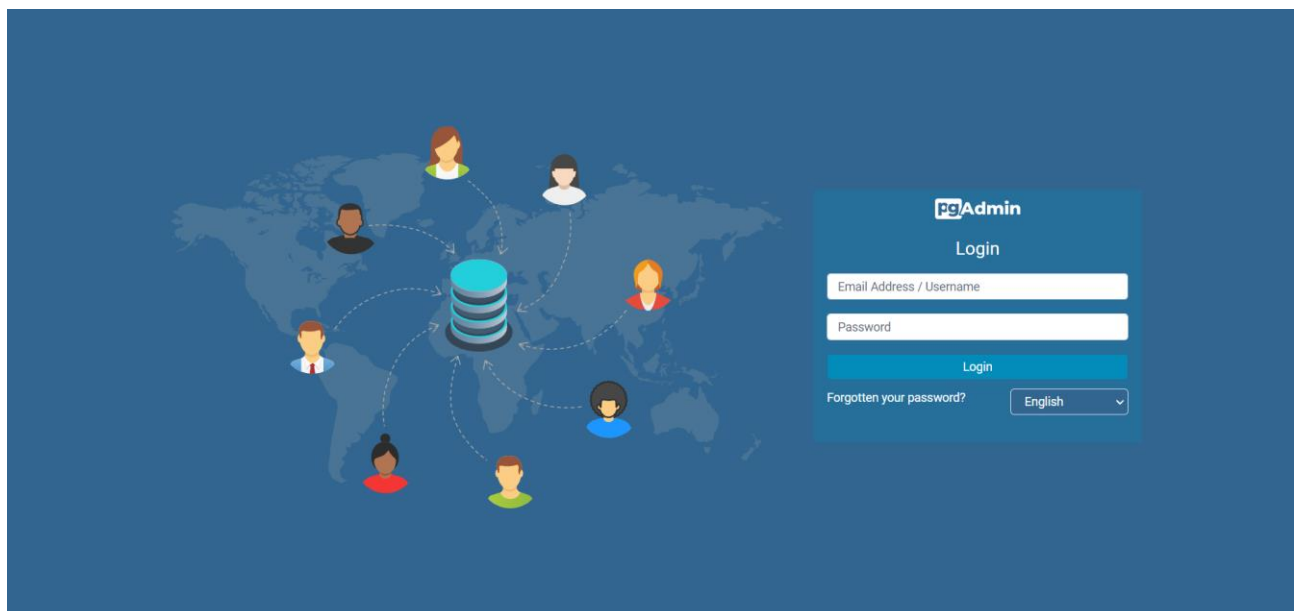 pgAdmin
Login
Email Address / Username
Password
Login
Forgotten your password? English